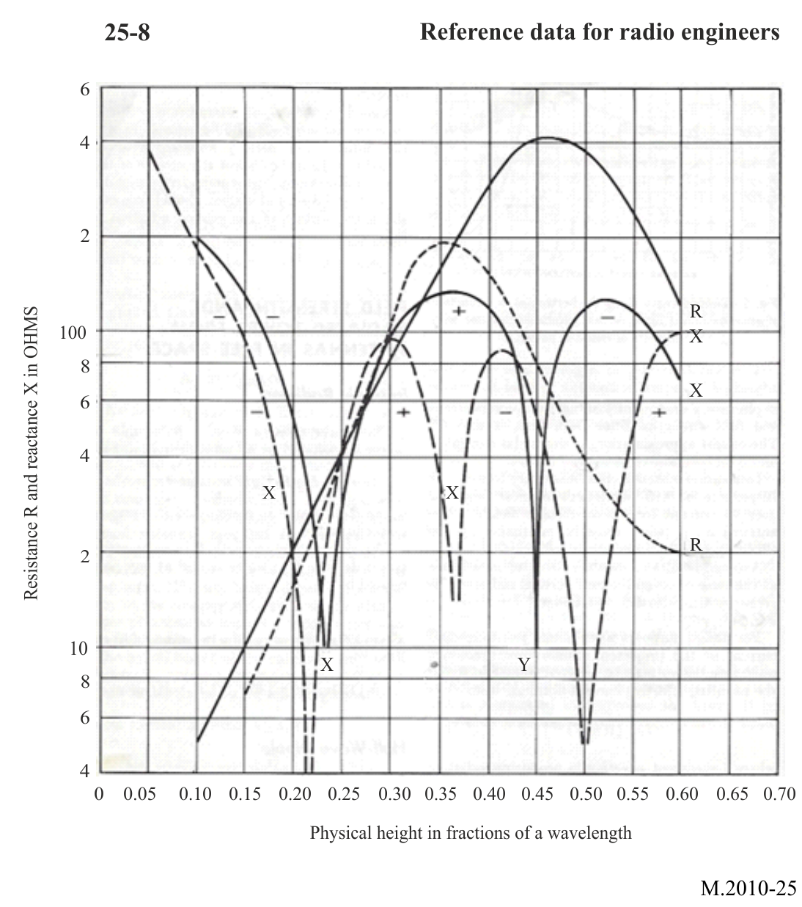 25-8 Reference data for radio engineers
6
4
2
100
8
6
4
2
10
8
6
4
Resistance R and reactance X in OHMS
+
R
X
X
+
+
X
X
R
X
Y
0 0.05 0.10 0.15 0.20 0.25 0.30 0.35 0.40 0.45 0.50 0.55 0.60 0.65 0.70
Physical height in fractions of a wavelength
M.2010-25